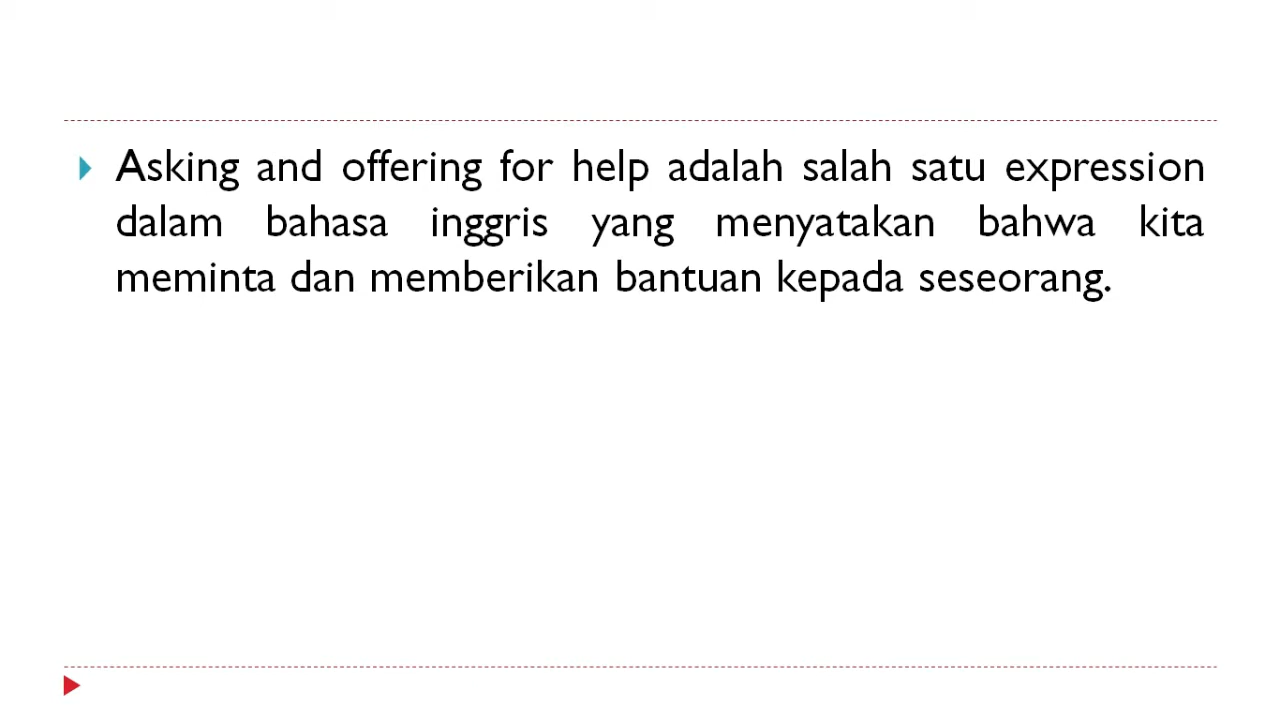 Asking and offering for help adalah salah satu expression
dalam bahasa inggris yang menyatakan bahwa kita
meminta dan memberikan bantuan kepada seseorang.